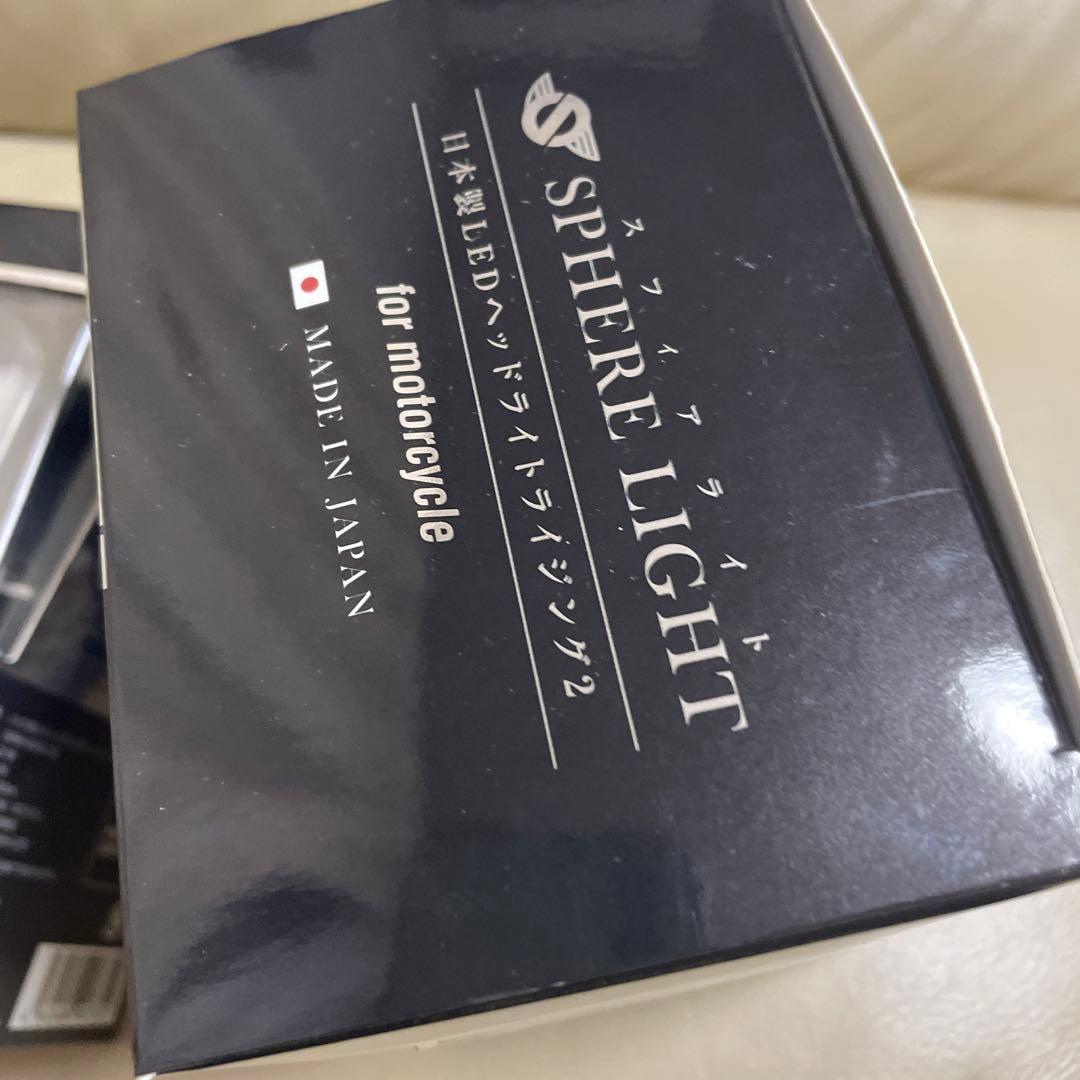 スフィアライト
SPHERE LIGHT
日本製LEDヘッドライトライジング2
for motorcycle
MADE IN JAPAN